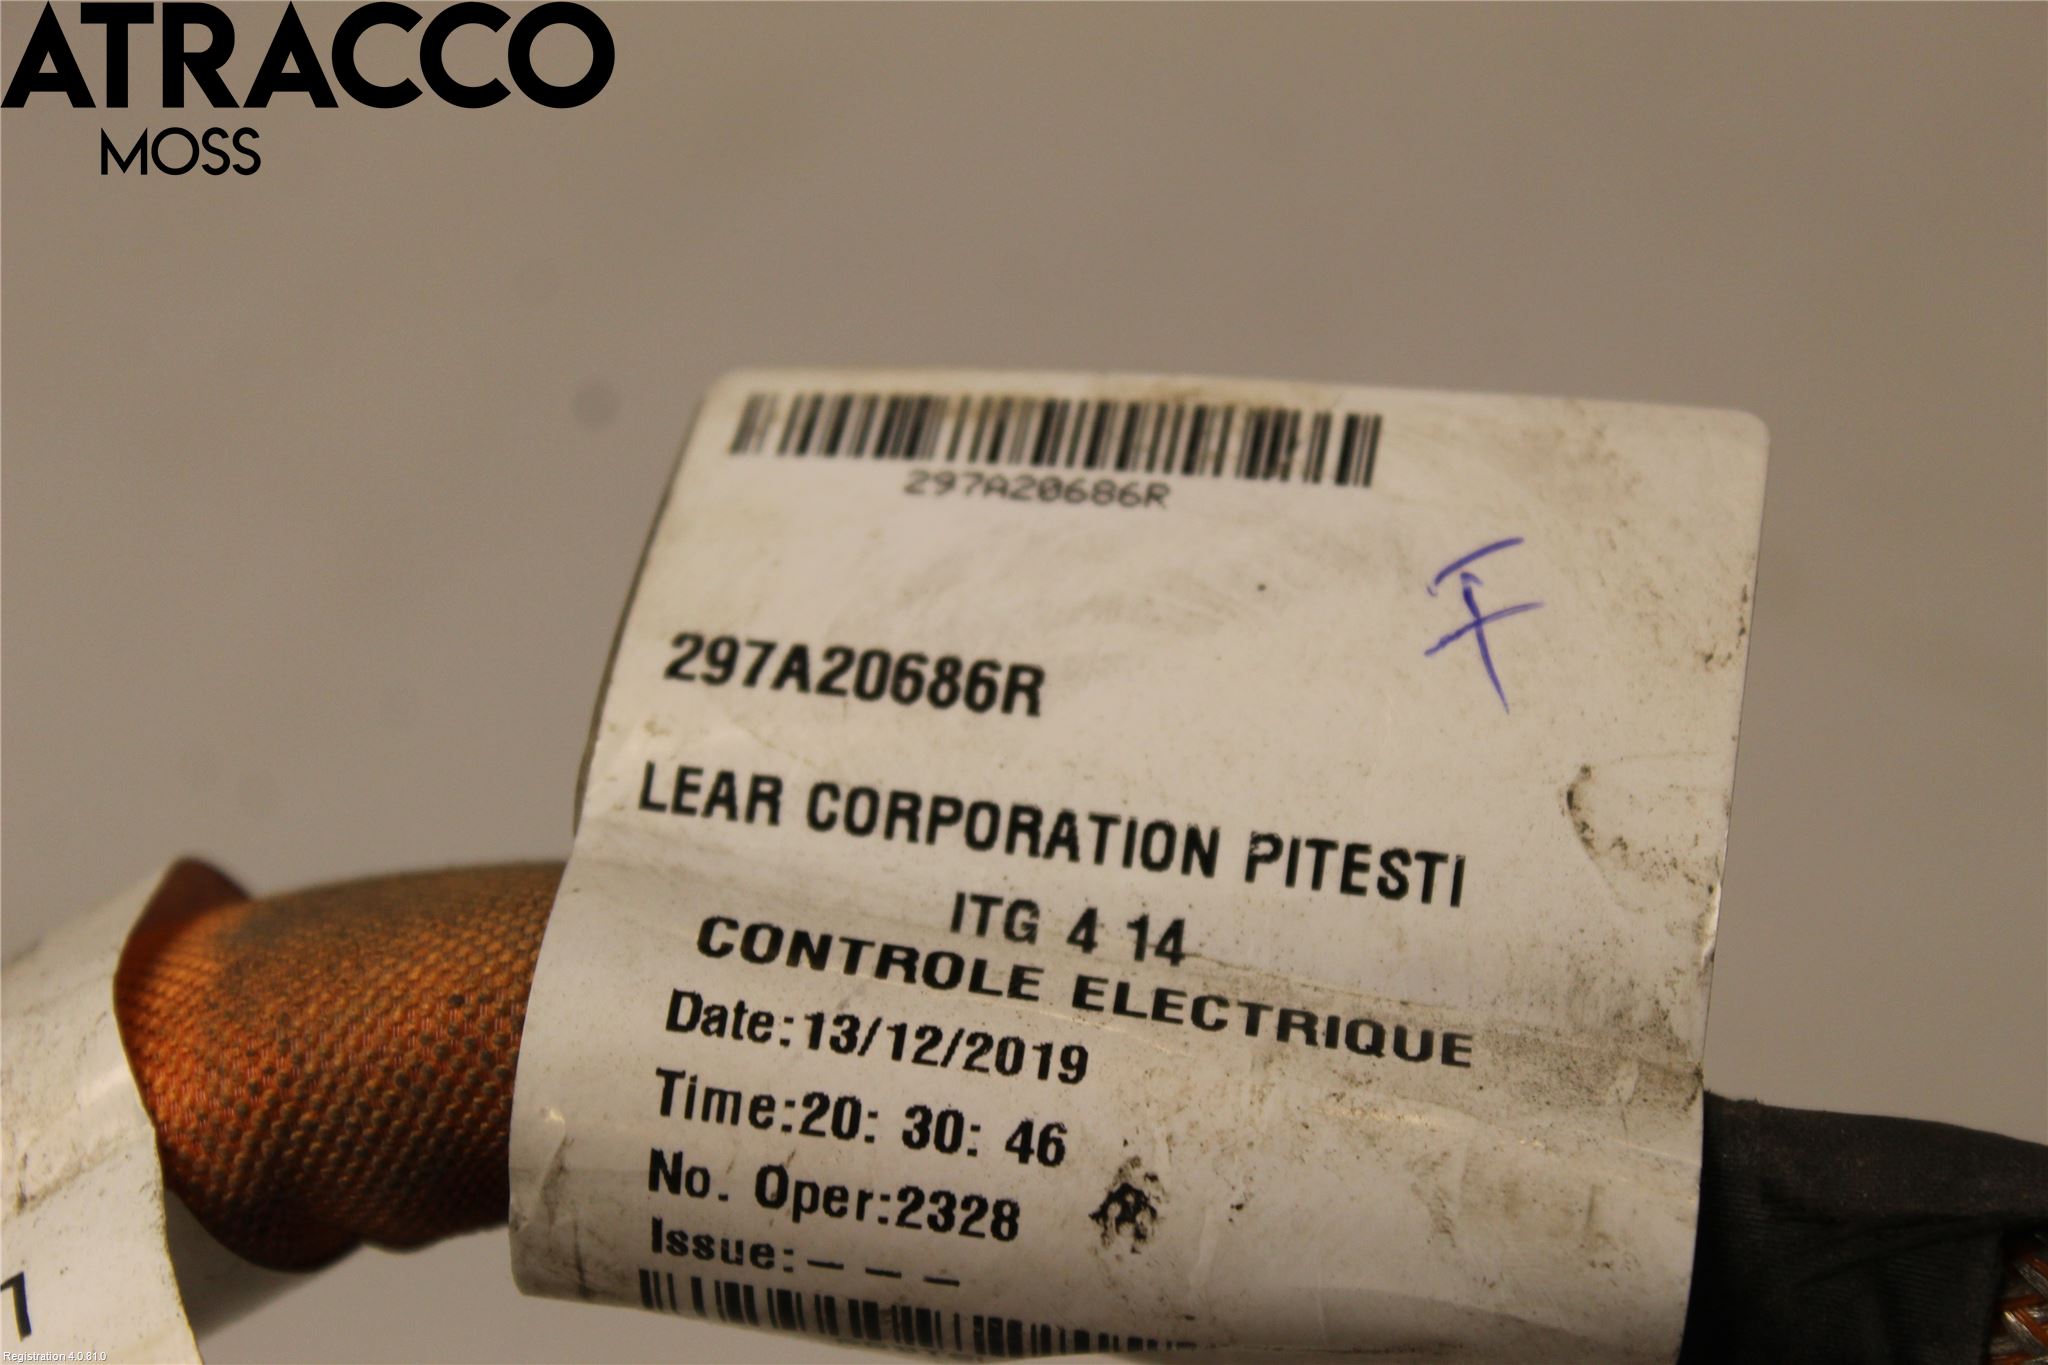 ATRACCO
MOSS
297A20686R
297A20686R
LEAR CORPORATION PITESTI
ITG 4 14
CONTROLE ELECTRIQUE
Date:13/12/2019
Time:20: 30: 46
No. Oper:2328
Issue:– – –
1
Registration 4.0.81.0